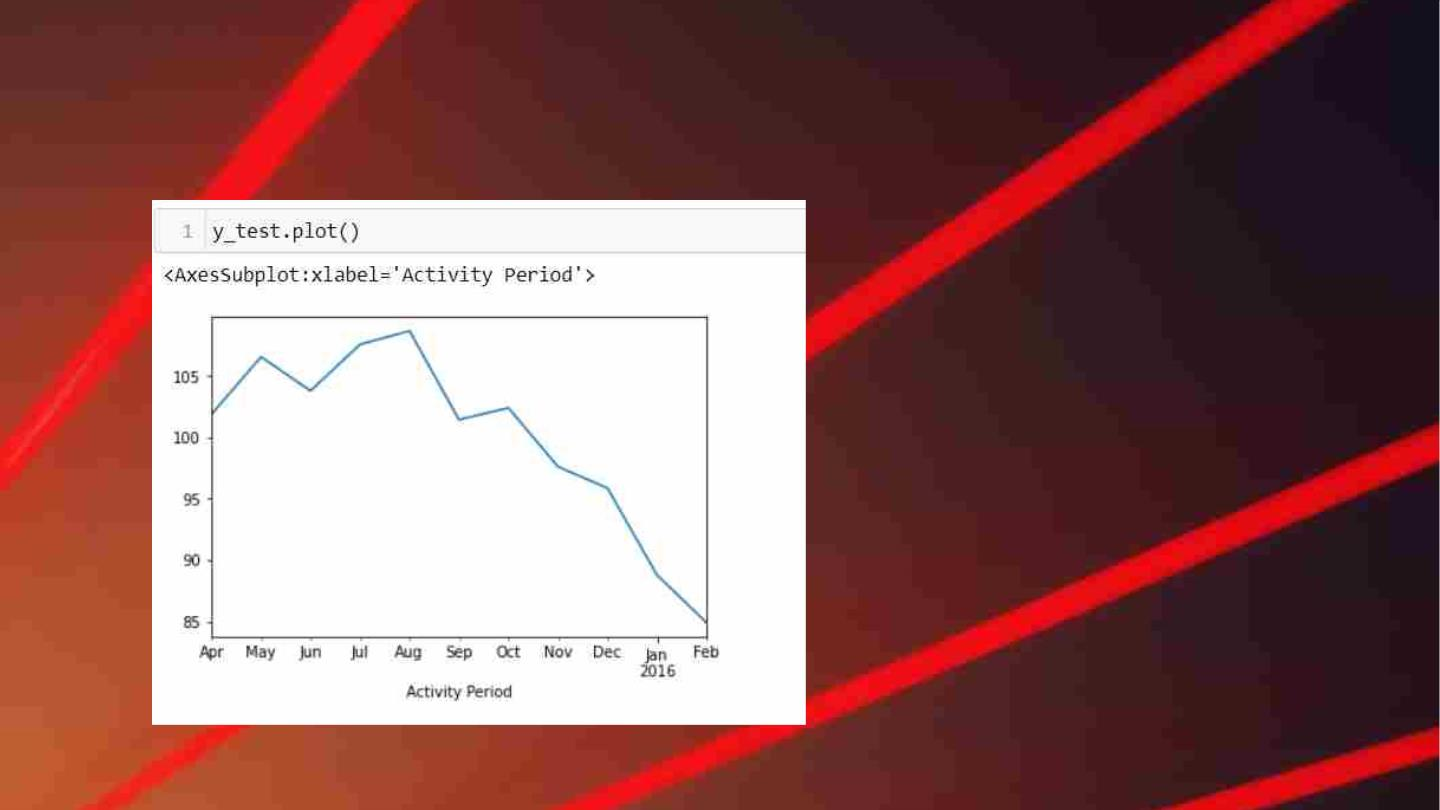 1 y_test.plot()
<AxesSubplot:xlabel='Activity Period'>
105
100
95
90
85
Apr May Jun Jul Aug Sep Oct Nov Dec Jan Feb
2016
Activity Period